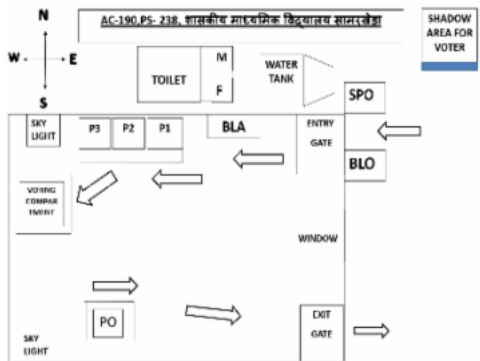 N
W
E
S
AC-190,PS- 238, शासकीय माध्यमिक विद्यालय सामरखेडा
SHADOW
AREA FOR
VOTER
TOILET
M
F
WATER
TANK
SPO
SKY
LIGHT
P3
P2
P1
BLA
ENTRY
GATE
BLO
VOTING
COMPAR
TMENT
WINDOW
PO
EXIT
GATE
SKY
LIGHT